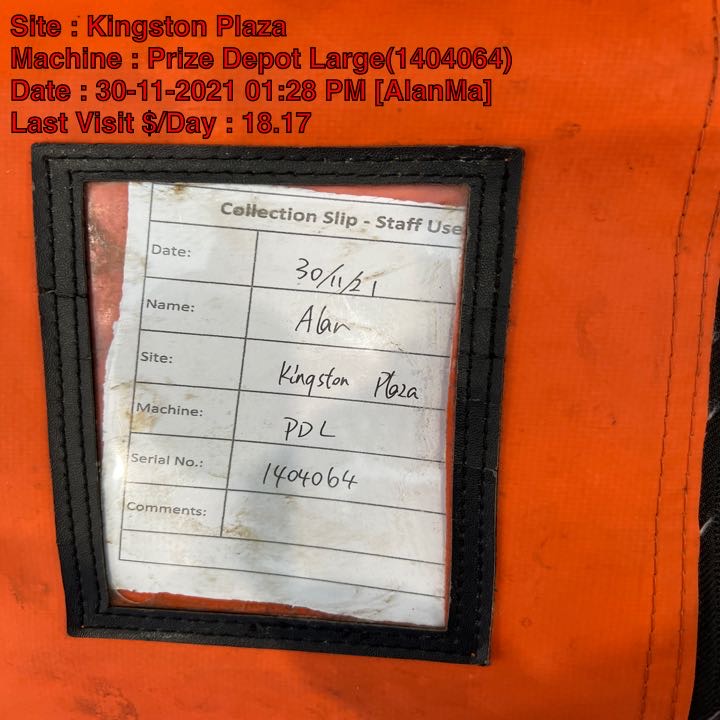 Site : Kingston Plaza
Machine : Prize Depot Large(1404064)
Date : 30-11-2021 01:28 PM [AlanMa]
Last Visit $/Day : 18.17
Collection Slip - Staff Use
Date: 30/11/21
Name: Alan
Site: Kingston Plaza
Machine: PDL
Serial No.: 1404064
Comments: